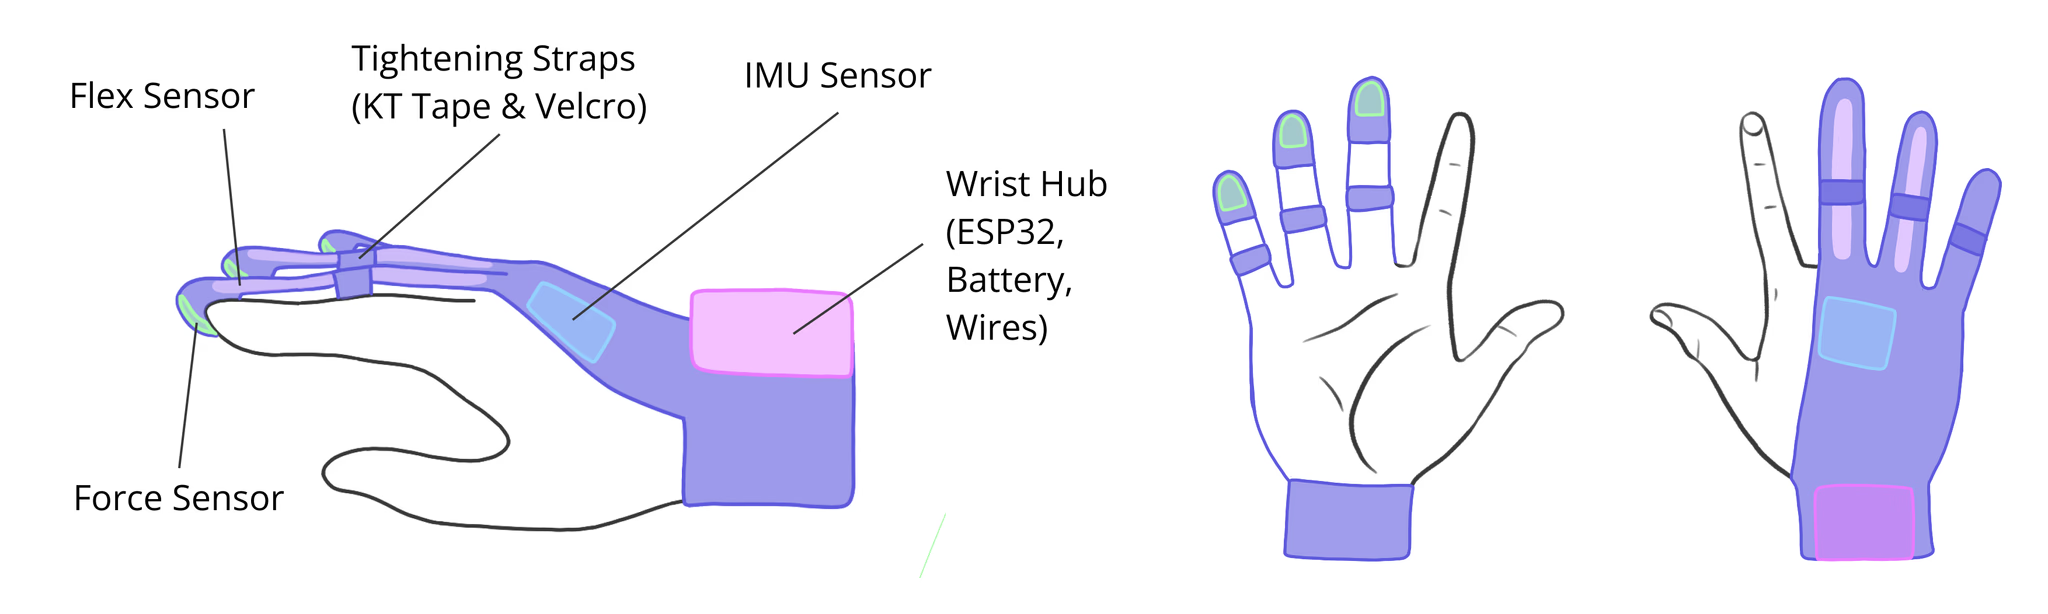 Flex Sensor
Tightening Straps
(KT Tape & Velcro)
IMU Sensor
Wrist Hub
(ESP32,
Battery,
Wires)
Force Sensor